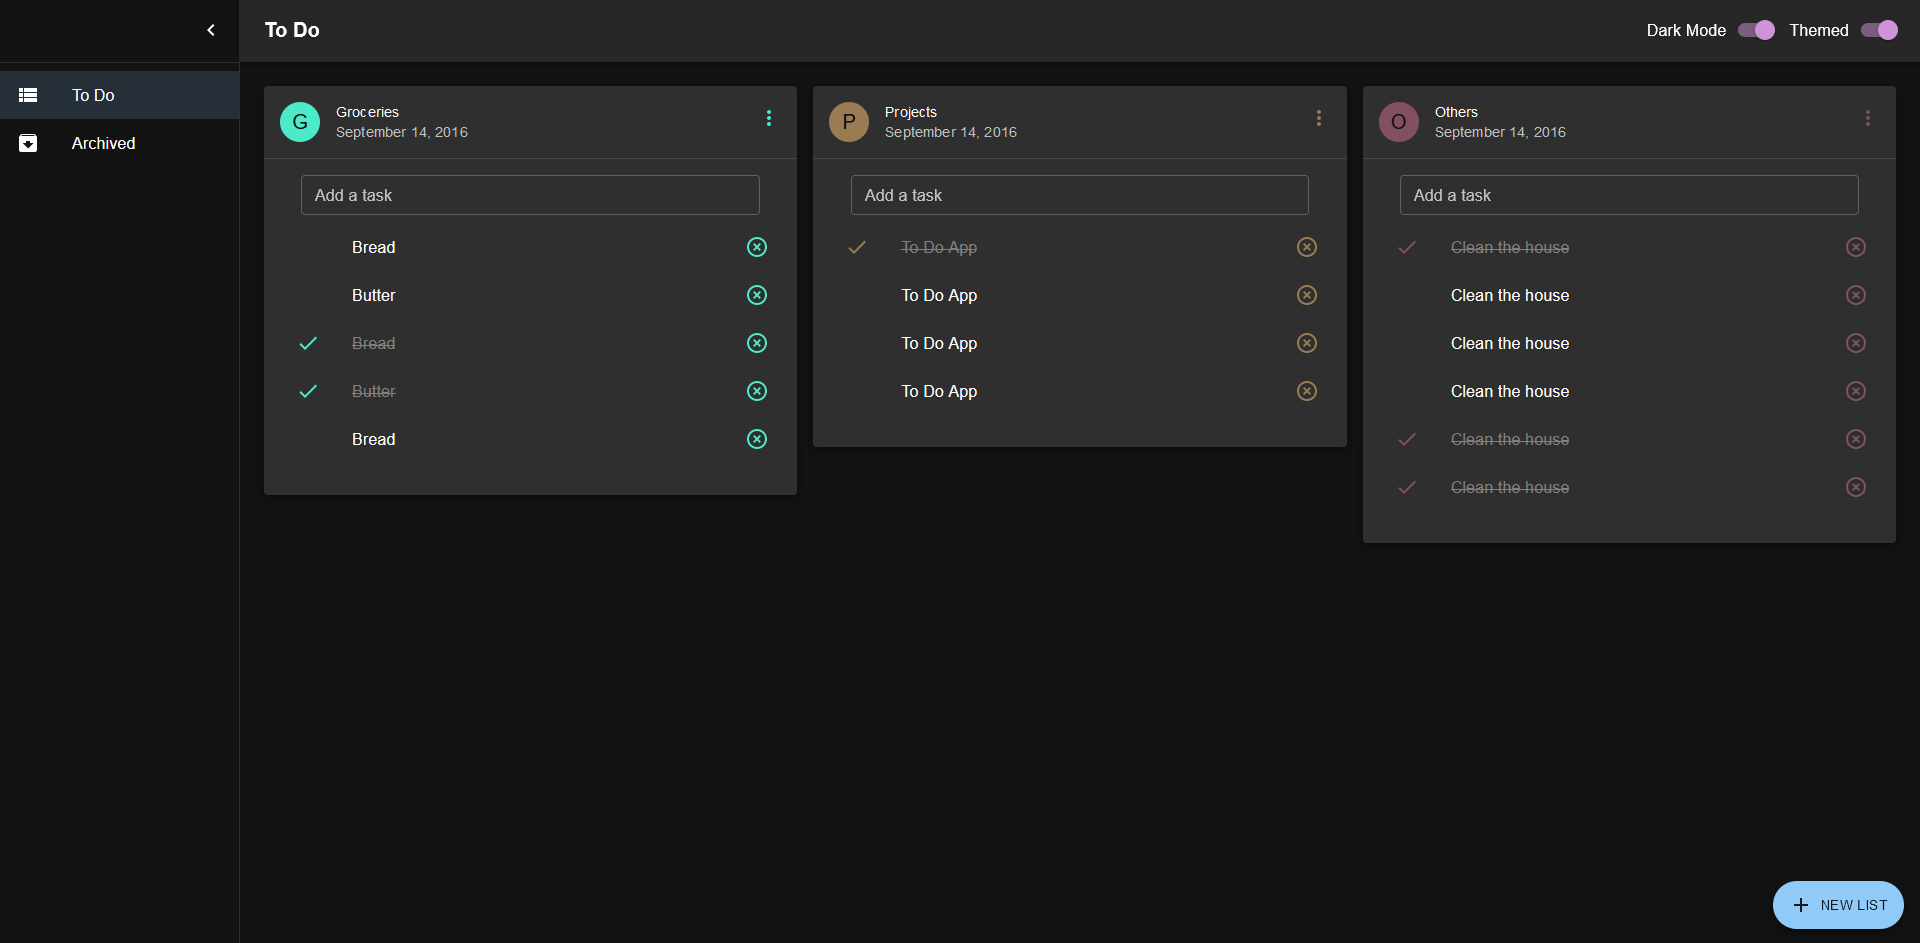 To Do
Dark Mode
Themed
To Do
Archived
G
Groceries
September 14, 2016
Add a task
Bread
Butter
Bread
Butter
Bread
P
Projects
September 14, 2016
Add a task
To Do App
To Do App
To Do App
To Do App
O
Others
September 14, 2016
Add a task
Clean the house
Clean the house
Clean the house
Clean the house
Clean the house
Clean the house
NEW LIST